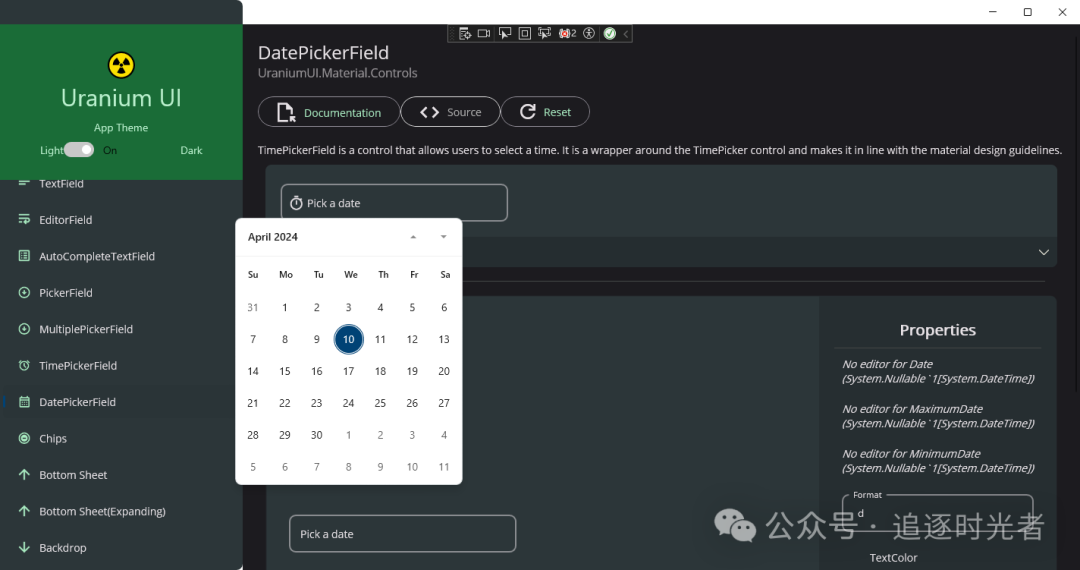 Uranium UI
App Theme
Light On Dark
TextField
EditorField
AutoCompleteTextField
PickerField
MultiplePickerField
TimePickerField
DatePickerField
Chips
Bottom Sheet
Bottom Sheet(Expanding)
Backdrop
2
DatePickerField
UraniumUI.Material.Controls
Documentation Source Reset
TimePickerField is a control that allows users to select a time. It is a wrapper around the TimePicker control and makes it in line with the material design guidelines.
Pick a date
April 2024
Su Mo Tu We Th Fr Sa
31 1 2 3 4 5 6
7 8 9 10 11 12 13
14 15 16 17 18 19 20
21 22 23 24 25 26 27
28 29 30 1 2 3 4
5 6 7 8 9 10 11
Pick a date
Properties
No editor for Date
(System.Nullable`1[System.DateTime])
No editor for MaximumDate
(System.Nullable`1[System.DateTime])
No editor for MinimumDate
(System.Nullable`1[System.DateTime])
Format
d
TextColor
公众号 · 追逐时光者